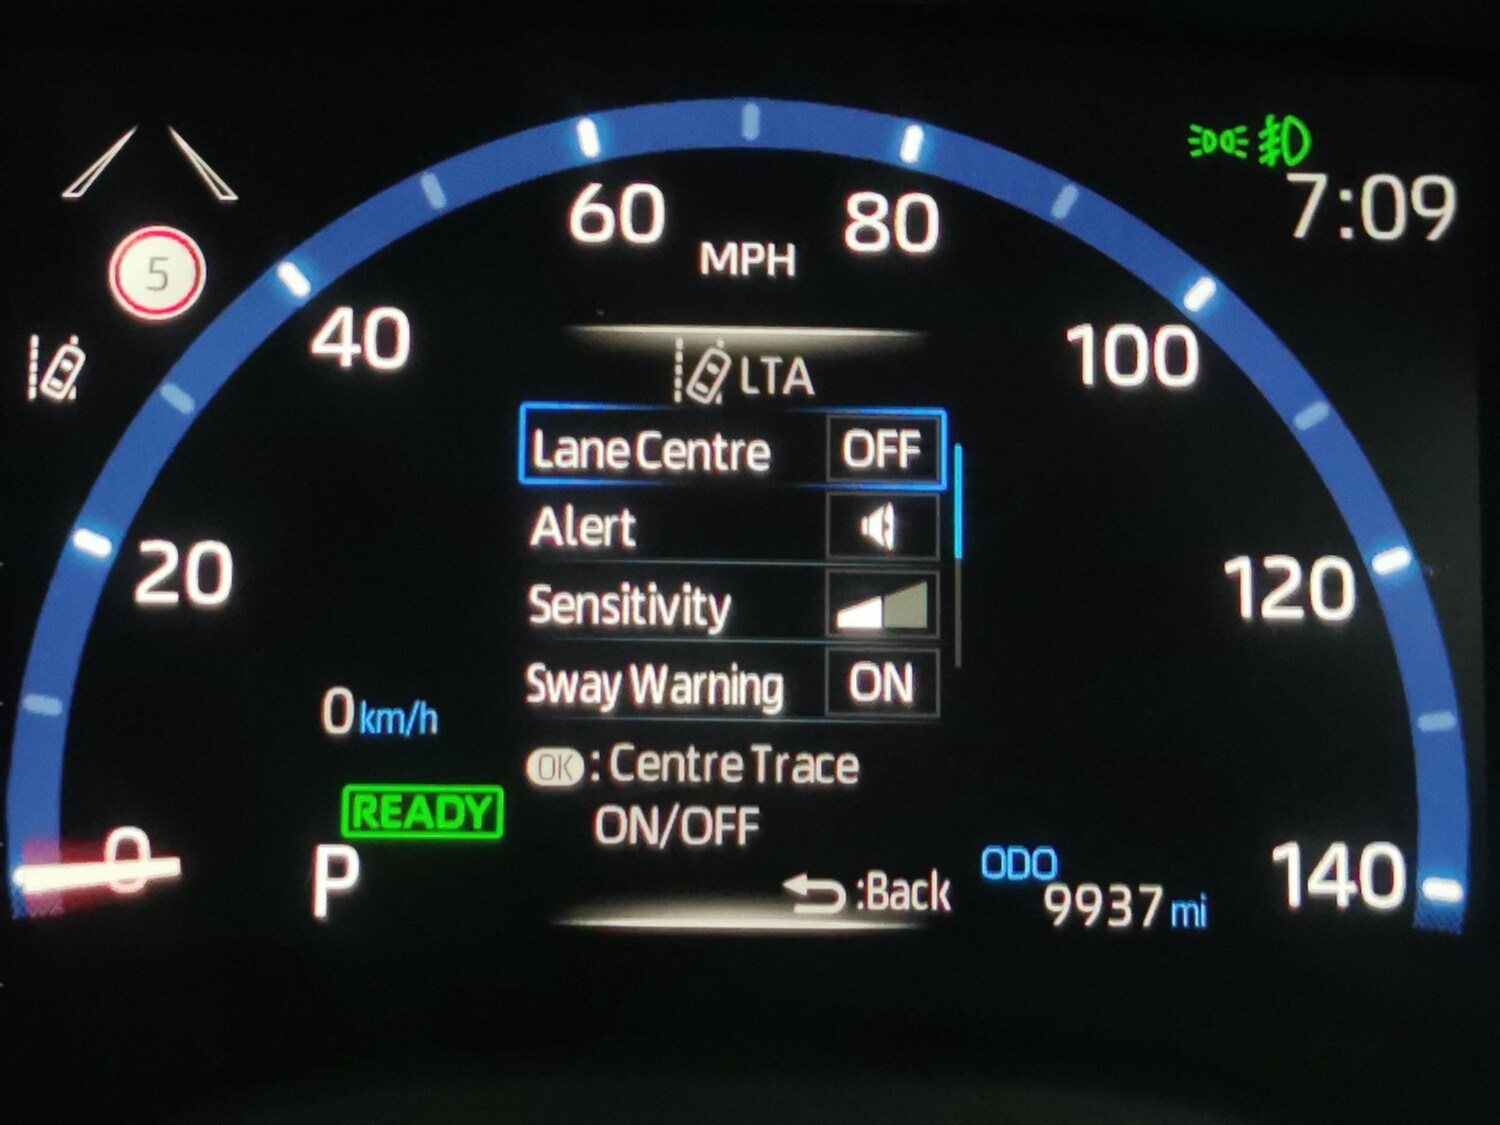 60
80
7:09
MPH
5
40
100
LTA
Lane Centre OFF
Alert
20
120
Sensitivity
Sway Warning ON
0 km/h
OK : Centre Trace
ON/OFF
READY
0
P
:Back
ODO
9937 mi
140